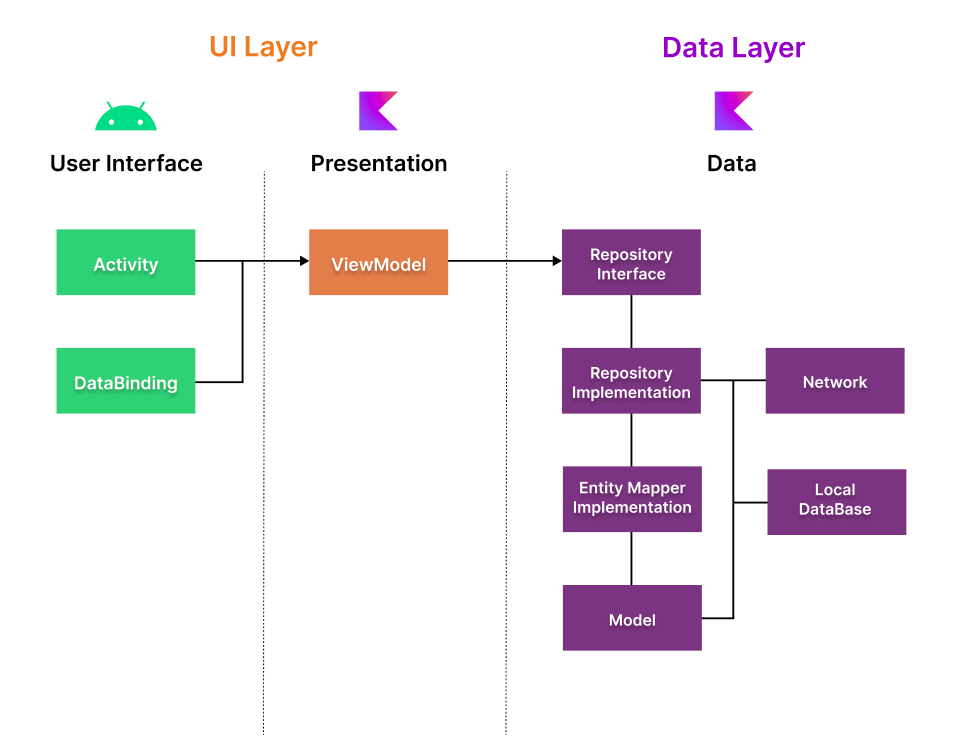 UI Layer
Data Layer
User Interface
Presentation
Data
Activity
ViewModel
Repository
Interface
DataBinding
Repository
Implementation
Network
Entity Mapper
Implementation
Local
DataBase
Model